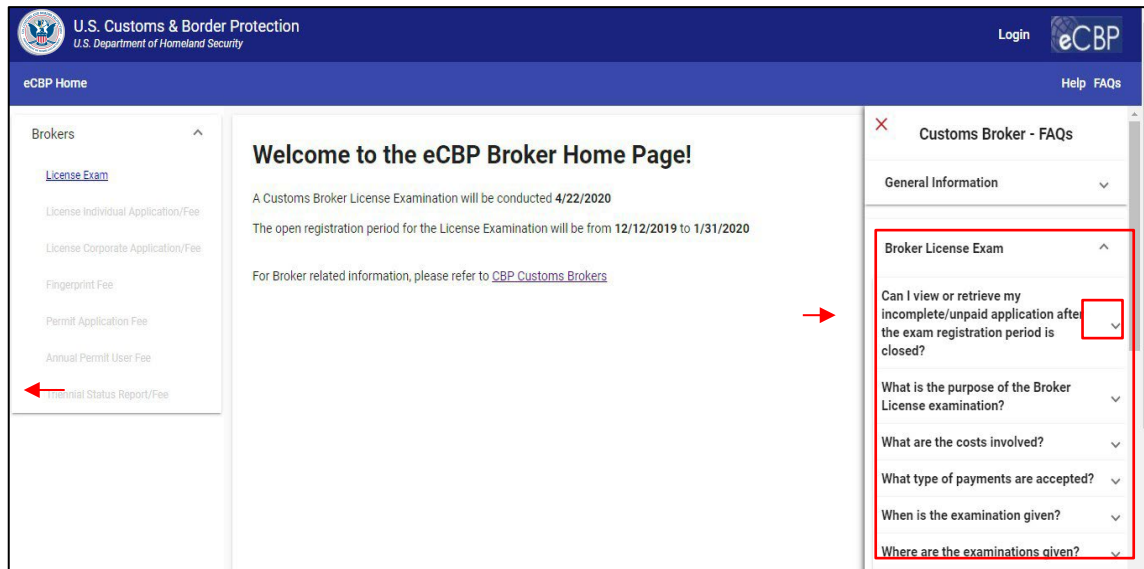 U.S. Customs & Border Protection
U.S. Department of Homeland Security
Login
eCBP
eCBP Home
Help FAQs
Brokers
License Exam
License Individual Application/Fee
License Corporate Application/Fee
Fingerprint Fee
Permit Application Fee
Annual Permit User Fee
Triennial Status Report/Fee
Welcome to the eCBP Broker Home Page!
A Customs Broker License Examination will be conducted 4/22/2020
The open registration period for the License Examination will be from 12/12/2019 to 1/31/2020
For Broker related information, please refer to CBP Customs Brokers
Customs Broker - FAQs
General Information
Broker License Exam
Can I view or retrieve my
incomplete/unpaid application after
the exam registration period is
closed?
What is the purpose of the Broker
License examination?
What are the costs involved?
What type of payments are accepted?
When is the examination given?
Where are the examinations given?